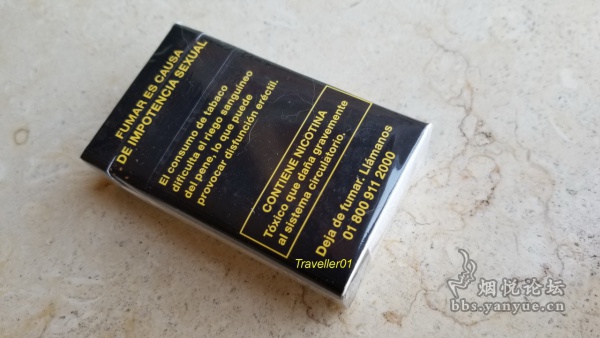 FUMAR ES CAUSA
DE IMPOTENCIA SEXUAL
El consumo de tabaco
dificulta el riego sanguíneo
del pene, lo que puede
provocar disfunción eréctil.
CONTIENE NICOTINA
Tóxico que daña gravemente
al sistema circulatorio.
Deja de fumar. Llámanos
01 800 911 2000
Traveller01
烟悦论坛
bbs.yanyue.cn